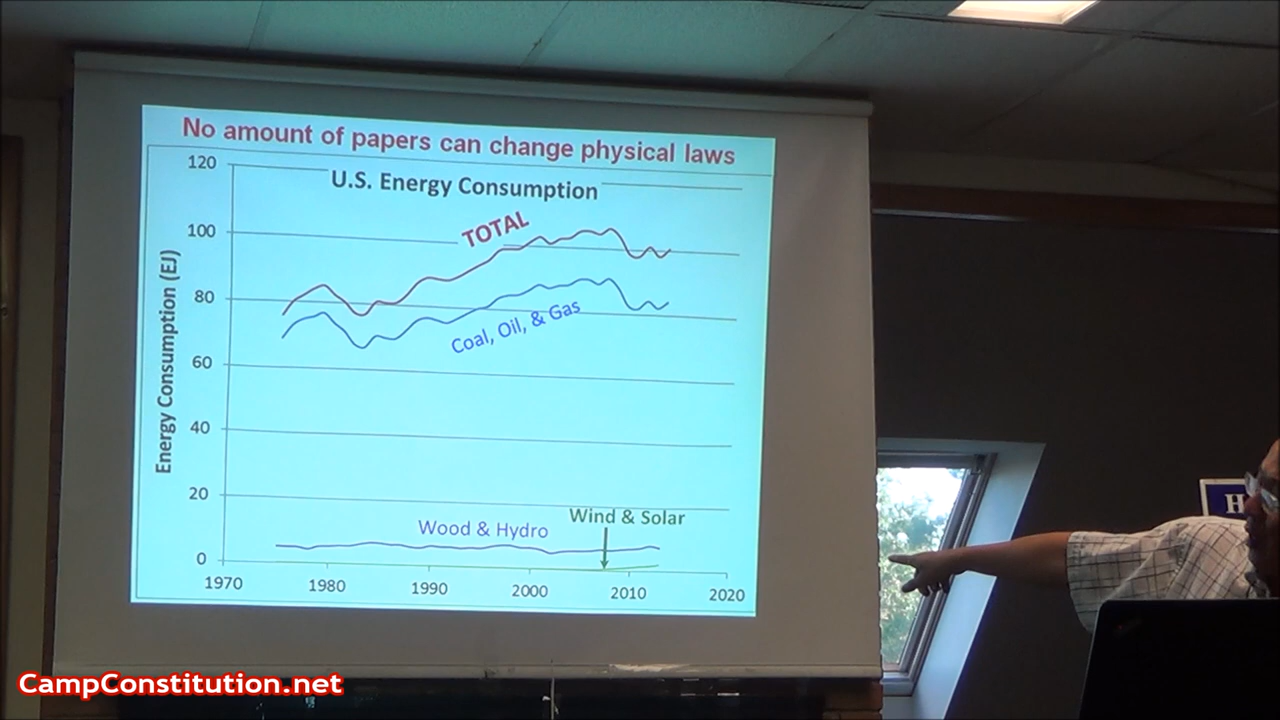 No amount of papers can change physical laws
U.S. Energy Consumption
Energy Consumption (EJ)
120
100
80
60
40
20
0
TOTAL
Coal, Oil, & Gas
Wood & Hydro
Wind & Solar
1970 1980 1990 2000 2010 2020
H
CampConstitution.net